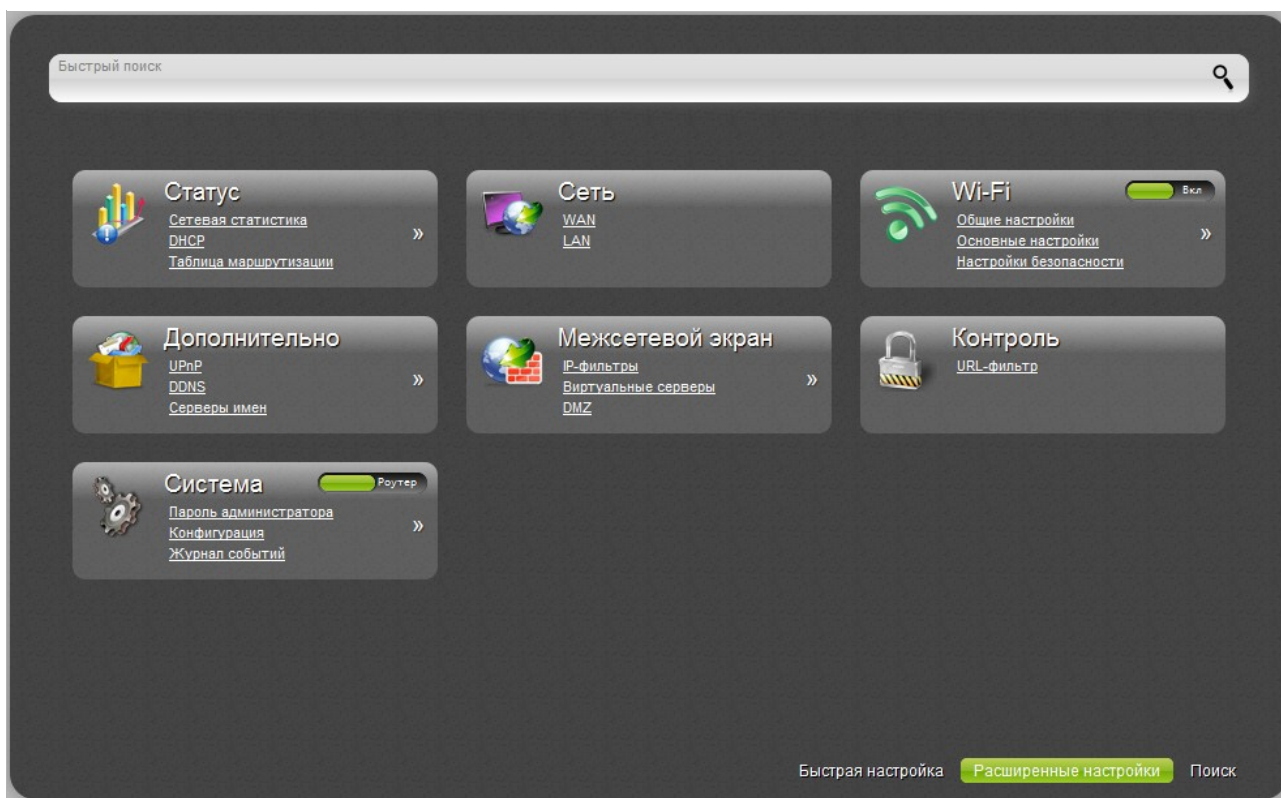 Быстрый поиск
Статус
Сетевая статистика
DHCP
Таблица маршрутизации
»
Сеть
WAN
LAN
Wi-Fi
Вкл
Общие настройки
Основные настройки
Настройки безопасности
»
Дополнительно
UPnP
DDNS
Серверы имен
»
Межсетевой экран
IP-фильтры
Виртуальные серверы
DMZ
»
Контроль
URL-фильтр
Система
Роутер
Пароль администратора
Конфигурация
Журнал событий
»
Быстрая настройка Расширенные настройки Поиск